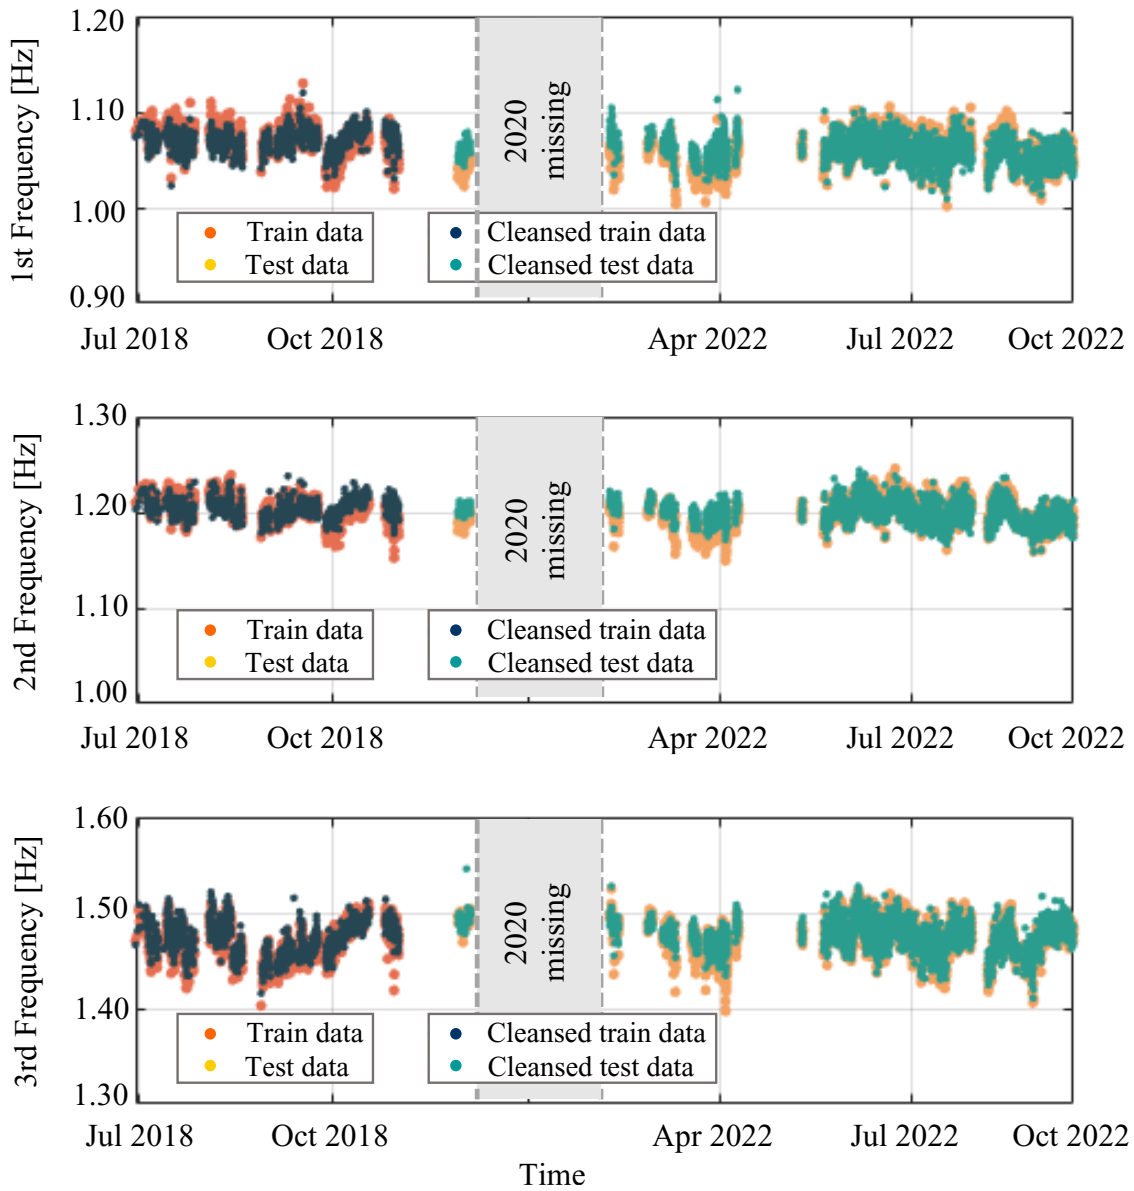 1st Frequency [Hz]
1.20
1.10
1.00
0.90
2020
missing
Train data
Test data
Cleansed train data
Cleansed test data
Jul 2018
Oct 2018
Apr 2022
Jul 2022
Oct 2022
2nd Frequency [Hz]
1.30
1.20
1.10
1.00
2020
missing
Train data
Test data
Cleansed train data
Cleansed test data
Jul 2018
Oct 2018
Apr 2022
Jul 2022
Oct 2022
3rd Frequency [Hz]
1.60
1.50
1.40
1.30
2020
missing
Train data
Test data
Cleansed train data
Cleansed test data
Jul 2018
Oct 2018
Apr 2022
Jul 2022
Oct 2022
Time